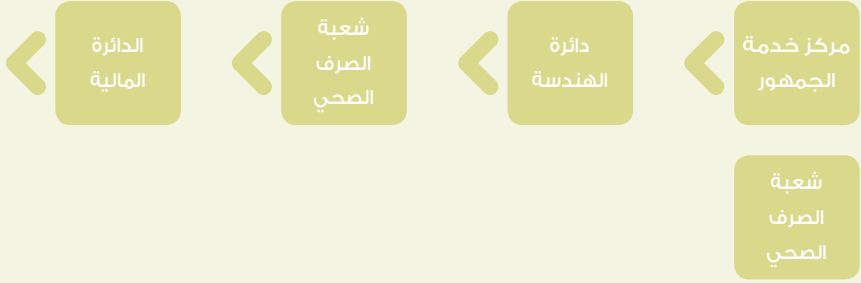 مركز خدمة
الجمهور
دائرة
الهندسة
شعبة
الصرف
الصحي
الدائرة
المالية
شعبة
الصرف
الصحي